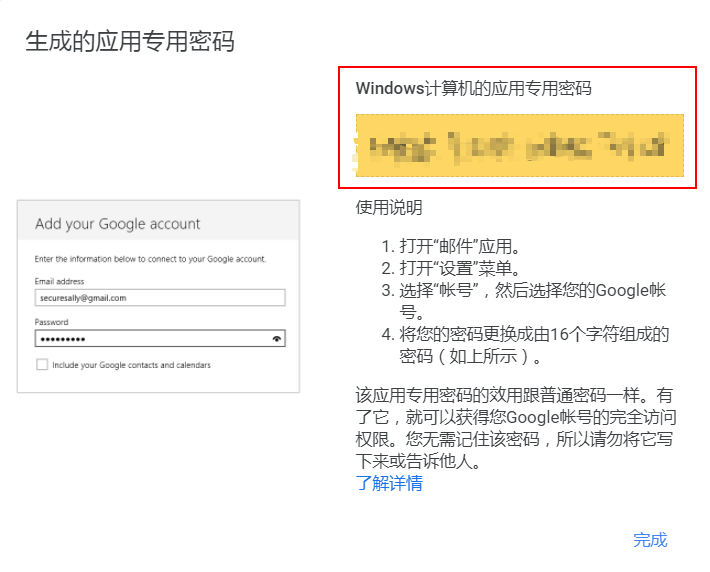 生成的应用专用密码
Windows计算机的应用专用密码
Add your Google account
Enter the information below to connect to your Google account.
Email address
securesally@gmail.com
Password
•••••••••
Include your Google contacts and calendars
使用说明
1. 打开“邮件”应用。
2. 打开“设置”菜单。
3. 选择“帐号”，然后选择您的Google帐
号。
4. 将您的密码更换成由16个字符组成的
密码（如上所示）。
该应用专用密码的效用跟普通密码一样。有
了它，就可以获得您Google帐号的完全访问
权限。您无需记住该密码，所以请勿将它写
下来或告诉他人。
了解详情
完成